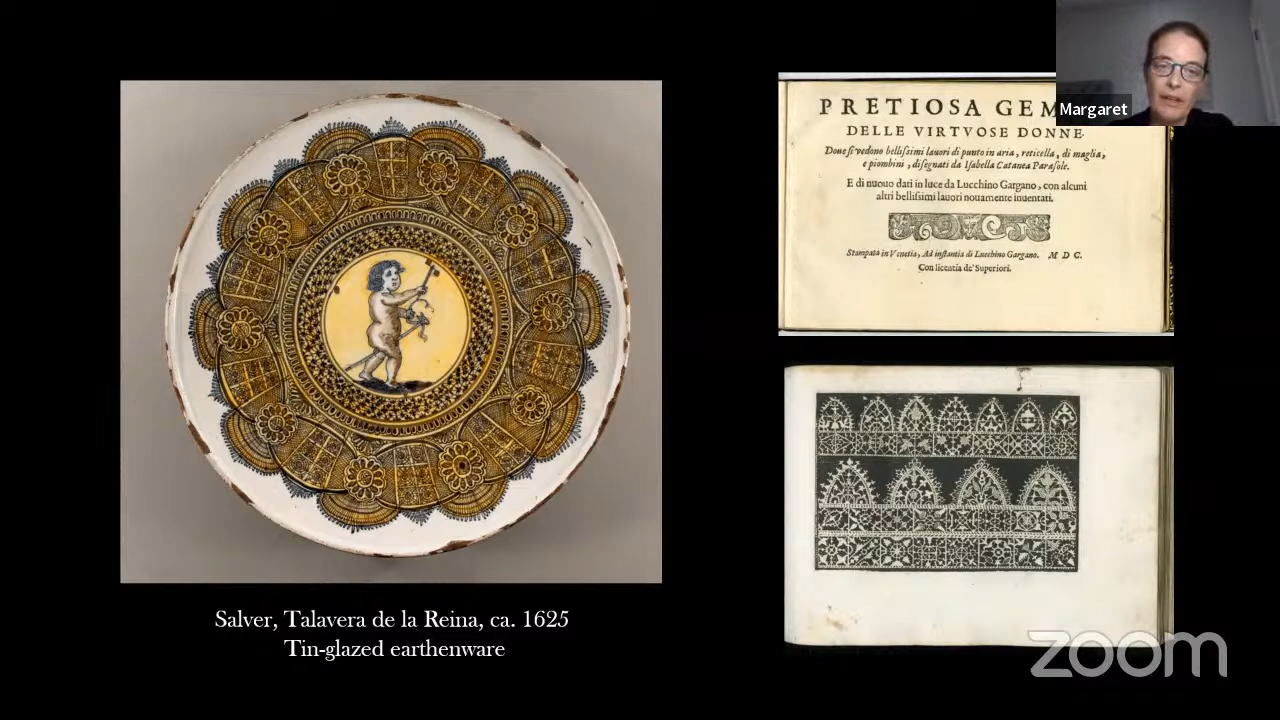 PRETIOSA GEM
DELLE VIRTVOSE DONNE.
Doue si vedono bellissimi lauori di punto in aria, reticella, di maglia,
e piombini, disegnati da Isabella Catanea Parasole.
E di nuouo dati in luce da Lucchino Gargano, con alcuni
altri bellissimi lauori nouamente inuentati.
Stampata in Venetia, Ad instantia di Lucchino Gargano. M D C.
Con licentia de' Superiori.
Margaret
Salver, Talavera de la Reina, ca. 1625
Tin-glazed earthenware
zoom